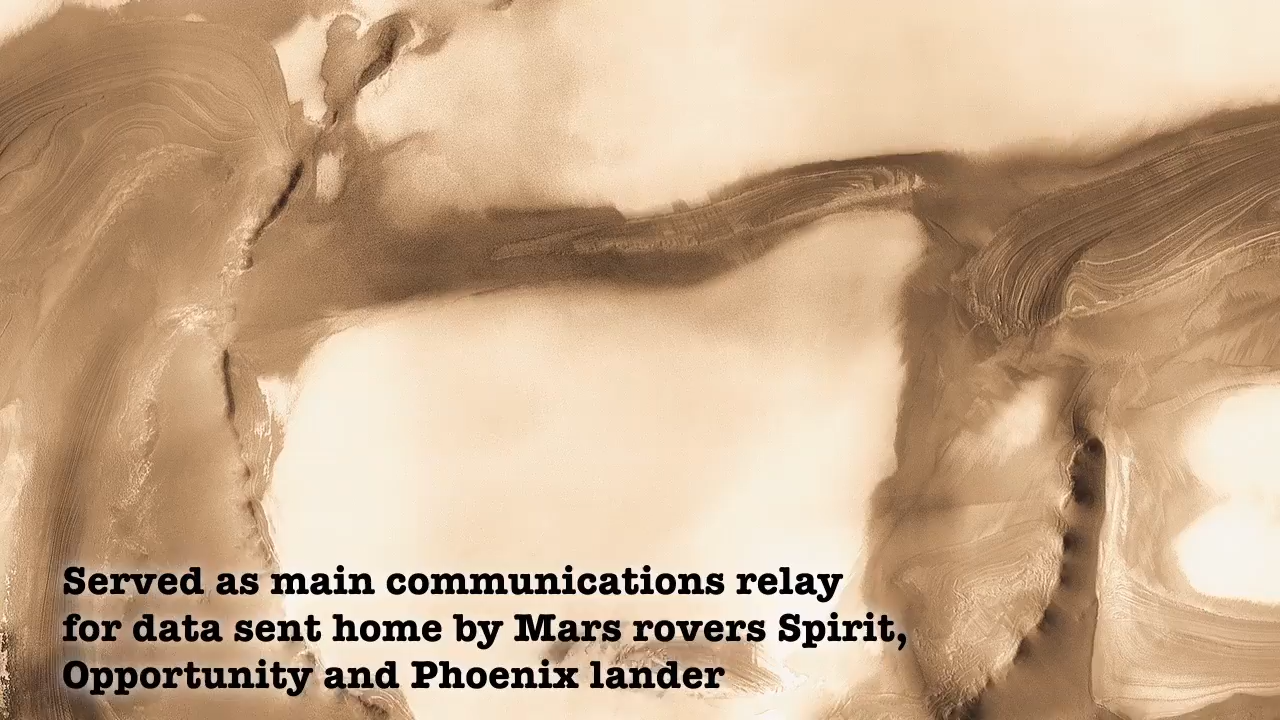 Served as main communications relay
for data sent home by Mars rovers Spirit,
Opportunity and Phoenix lander